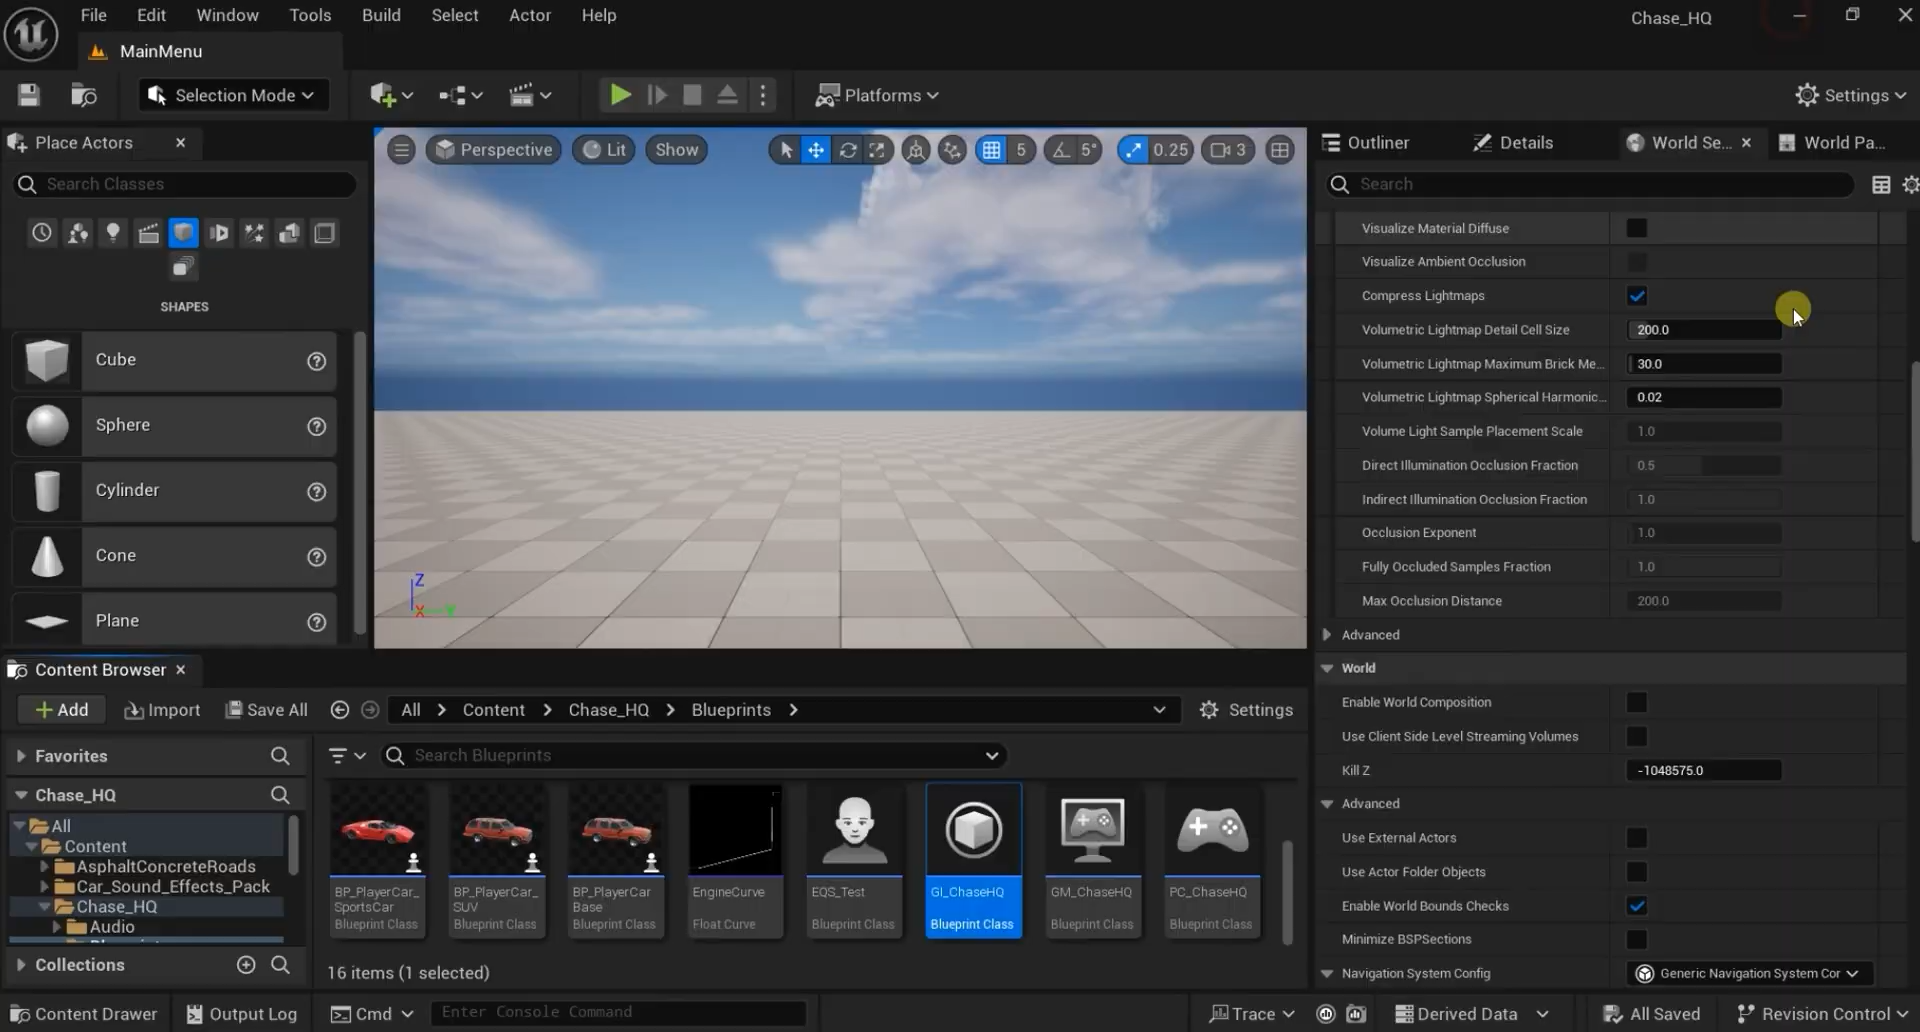 File Edit Window Tools Build Select Actor Help
Chase_HQ
MainMenu
Selection Mode
Platforms
Settings
Place Actors
Search Classes
SHAPES
Cube
Sphere
Cylinder
Cone
Plane
Perspective Lit Show 5 5° 0.25 3
Z
X
Y
Outliner Details World Se... World Pa...
Search
Visualize Material Diffuse
Visualize Ambient Occlusion
Compress Lightmaps
Volumetric Lightmap Detail Cell Size 200.0
Volumetric Lightmap Maximum Brick Me... 30.0
Volumetric Lightmap Spherical Harmonic... 0.02
Volume Light Sample Placement Scale 1.0
Direct Illumination Occlusion Fraction 0.5
Indirect Illumination Occlusion Fraction 1.0
Occlusion Exponent 1.0
Fully Occluded Samples Fraction 1.0
Max Occlusion Distance 200.0
Advanced
World
Enable World Composition
Use Client Side Level Streaming Volumes
Kill Z -1048575.0
Advanced
Use External Actors
Use Actor Folder Objects
Enable World Bounds Checks
Minimize BSPSections
Navigation System Config Generic Navigation System Cor
Content Browser
Add Import Save All All Content Chase_HQ Blueprints Settings
Favorites
Chase_HQ
All
Content
AsphaltConcreteRoads
Car_Sound_Effects_Pack
Chase_HQ
Audio
Collections
Search Blueprints
BP_PlayerCar_
SportsCar
Blueprint Class
BP_PlayerCar_
SUV
Blueprint Class
BP_PlayerCar
Base
Blueprint Class
EngineCurve
Float Curve
EQS_Test
Blueprint Class
GI_ChaseHQ
Blueprint Class
GM_ChaseHQ
Blueprint Class
PC_ChaseHQ
Blueprint Class
16 items (1 selected)
Content Drawer Output Log Cmd Enter Console Command Trace Derived Data All Saved Revision Control